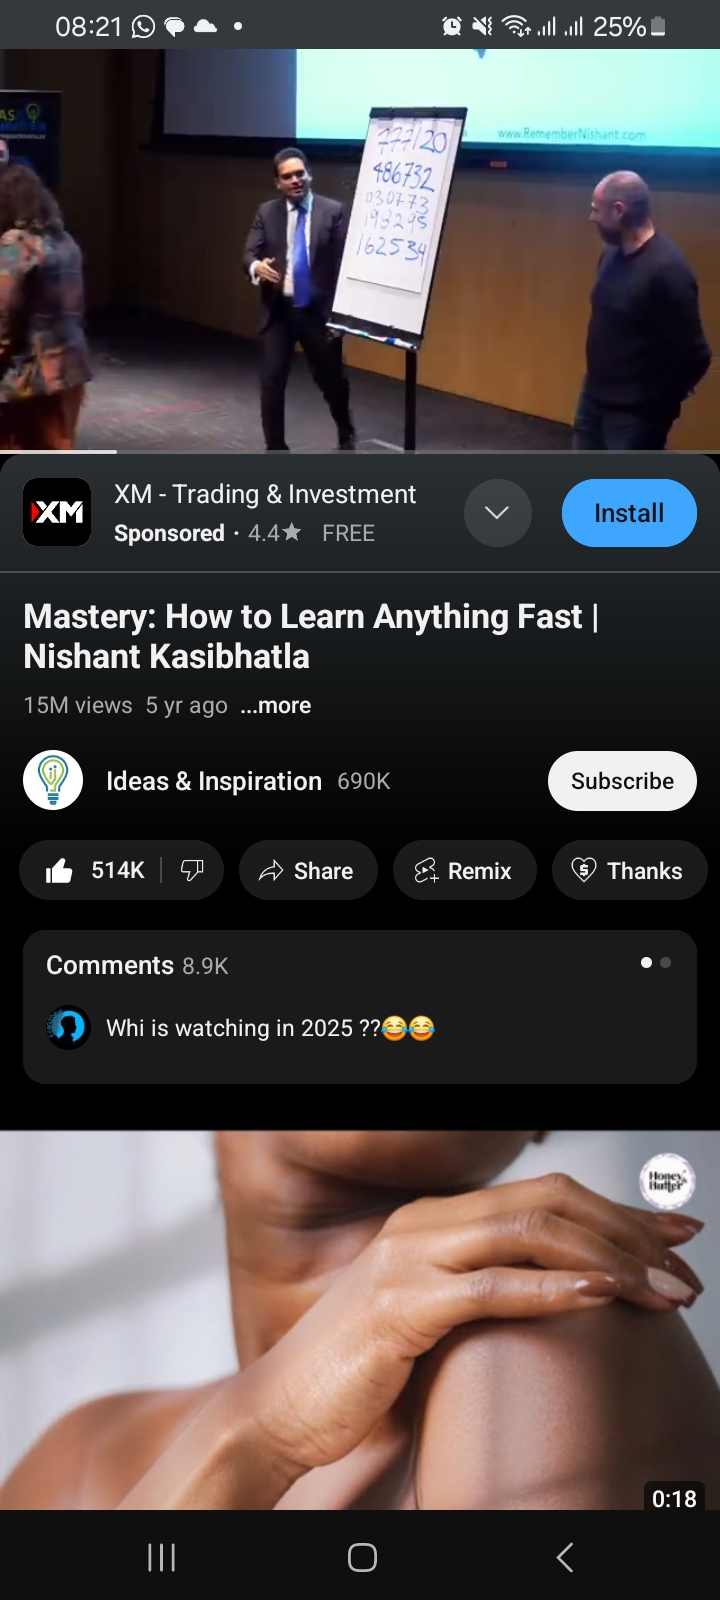 08:21
25%
www.RememberNishant.com
777120
486732
030773
193295
162534
XM
XM - Trading & Investment
Sponsored · 4.4★ FREE
Install
Mastery: How to Learn Anything Fast |
Nishant Kasibhatla
15M views 5 yr ago ...more
Ideas & Inspiration 690K
Subscribe
514K
Share
Remix
Thanks
Comments 8.9K
Whi is watching in 2025 ??😂😂
Honey
Butter
0:18